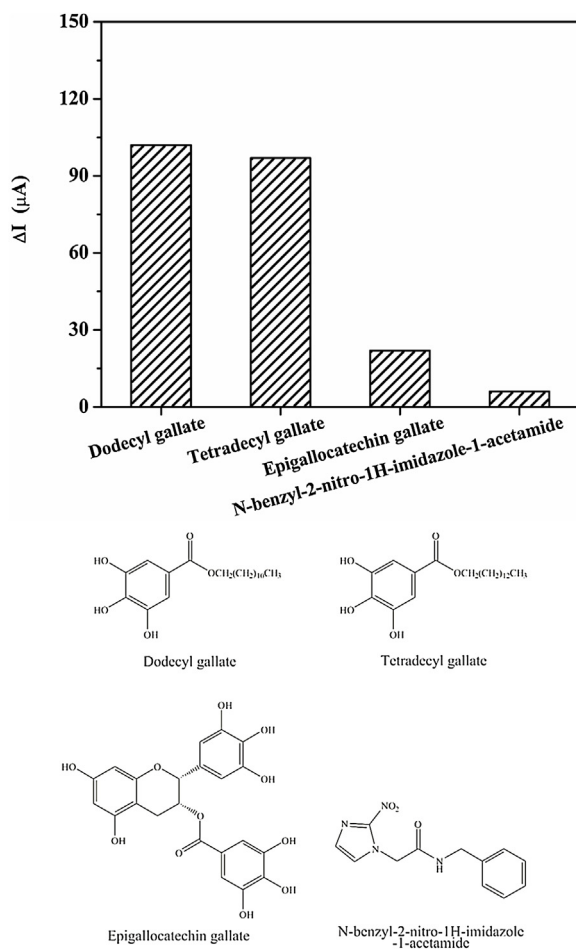 150
120
90
60
30
0
ΔI (μA)
Dodecyl gallate
Tetradecyl gallate
Epigallocatechin gallate
N-benzyl-2-nitro-1H-imidazole-1-acetamide
O
HO
OCH₂(CH₂)₁₀CH₃
HO
OH
Dodecyl gallate
O
HO
OCH₂(CH₂)₁₂CH₃
HO
OH
Tetradecyl gallate
OH
OH
HO
O
OH
OH
O
O
OH
OH
OH
Epigallocatechin gallate
NO₂
N
N
O
NH
N-benzyl-2-nitro-1H-imidazole
-1-acetamide